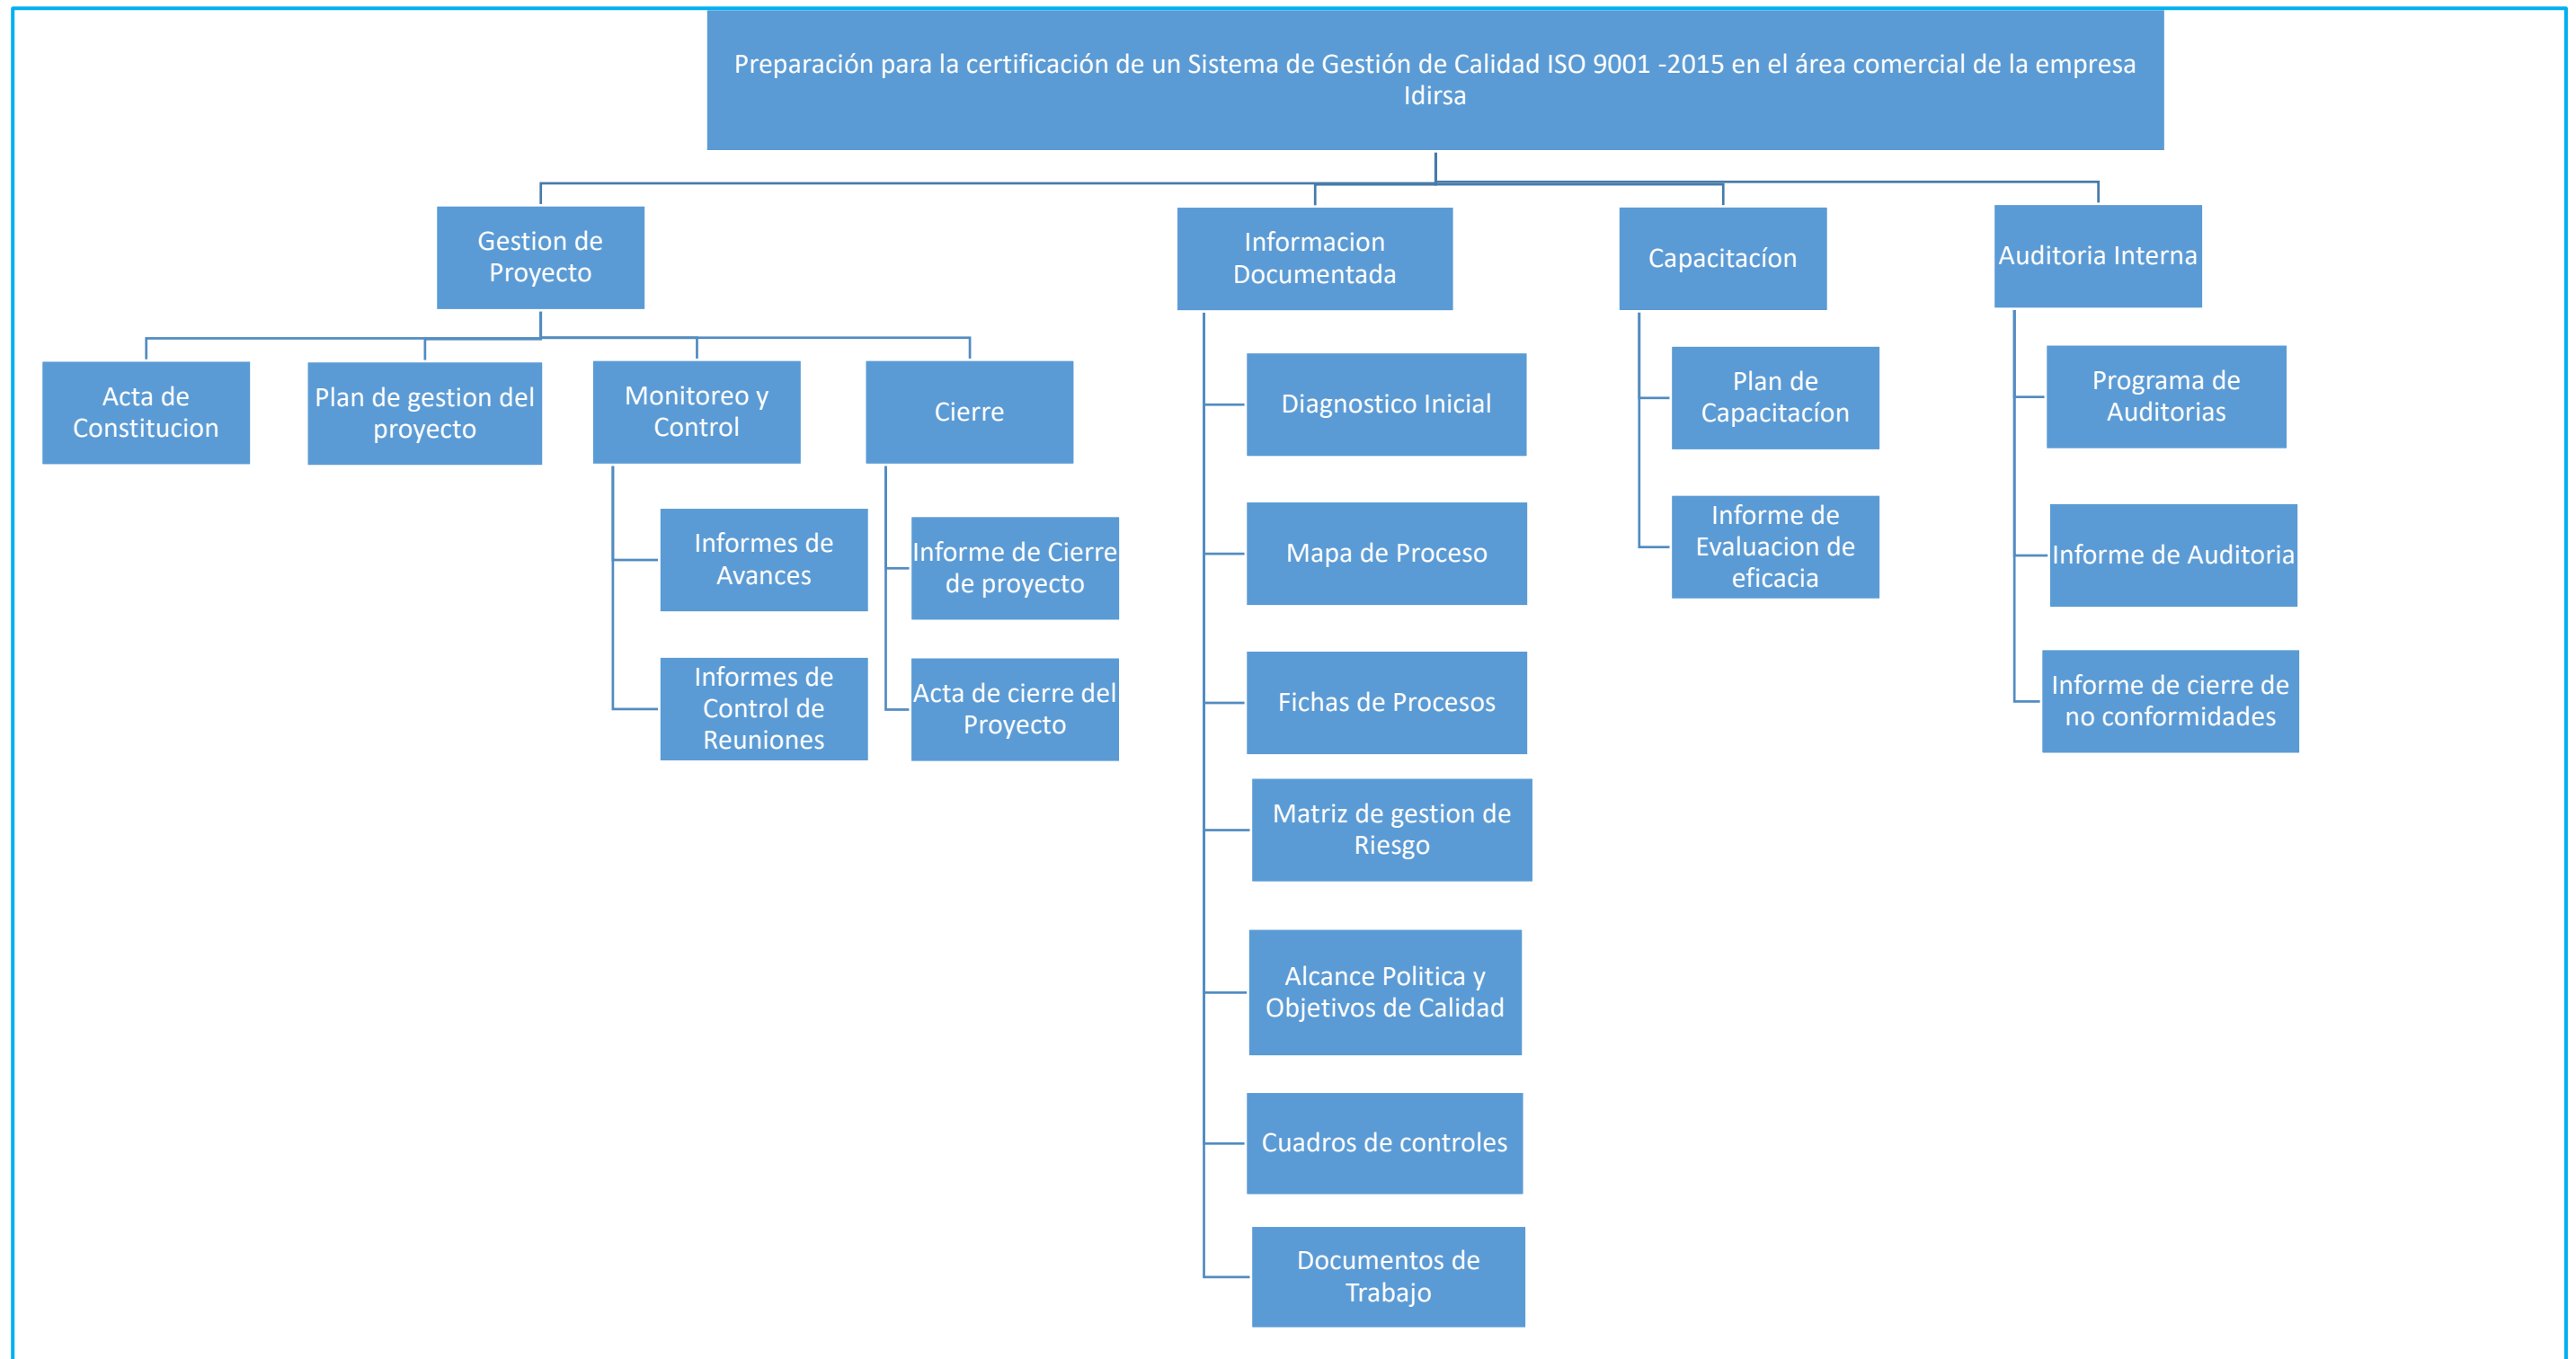 Preparación para la certificación de un Sistema de Gestión de Calidad ISO 9001 -2015 en el área comercial de la empresa
Idirsa
Gestion de
Proyecto
Acta de
Constitucion
Plan de gestion del
proyecto
Monitoreo y
Control
Informes de
Avances
Informes de
Control de
Reuniones
Cierre
Informe de Cierre
de proyecto
Acta de cierre del
Proyecto
Informacion
Documentada
Diagnostico Inicial
Mapa de Proceso
Fichas de Procesos
Matriz de gestion de
Riesgo
Alcance Politica y
Objetivos de Calidad
Cuadros de controles
Documentos de
Trabajo
Capacitacíon
Plan de
Capacitacíon
Informe de
Evaluacion de
eficacia
Auditoria Interna
Programa de
Auditorias
Informe de Auditoria
Informe de cierre de
no conformidades